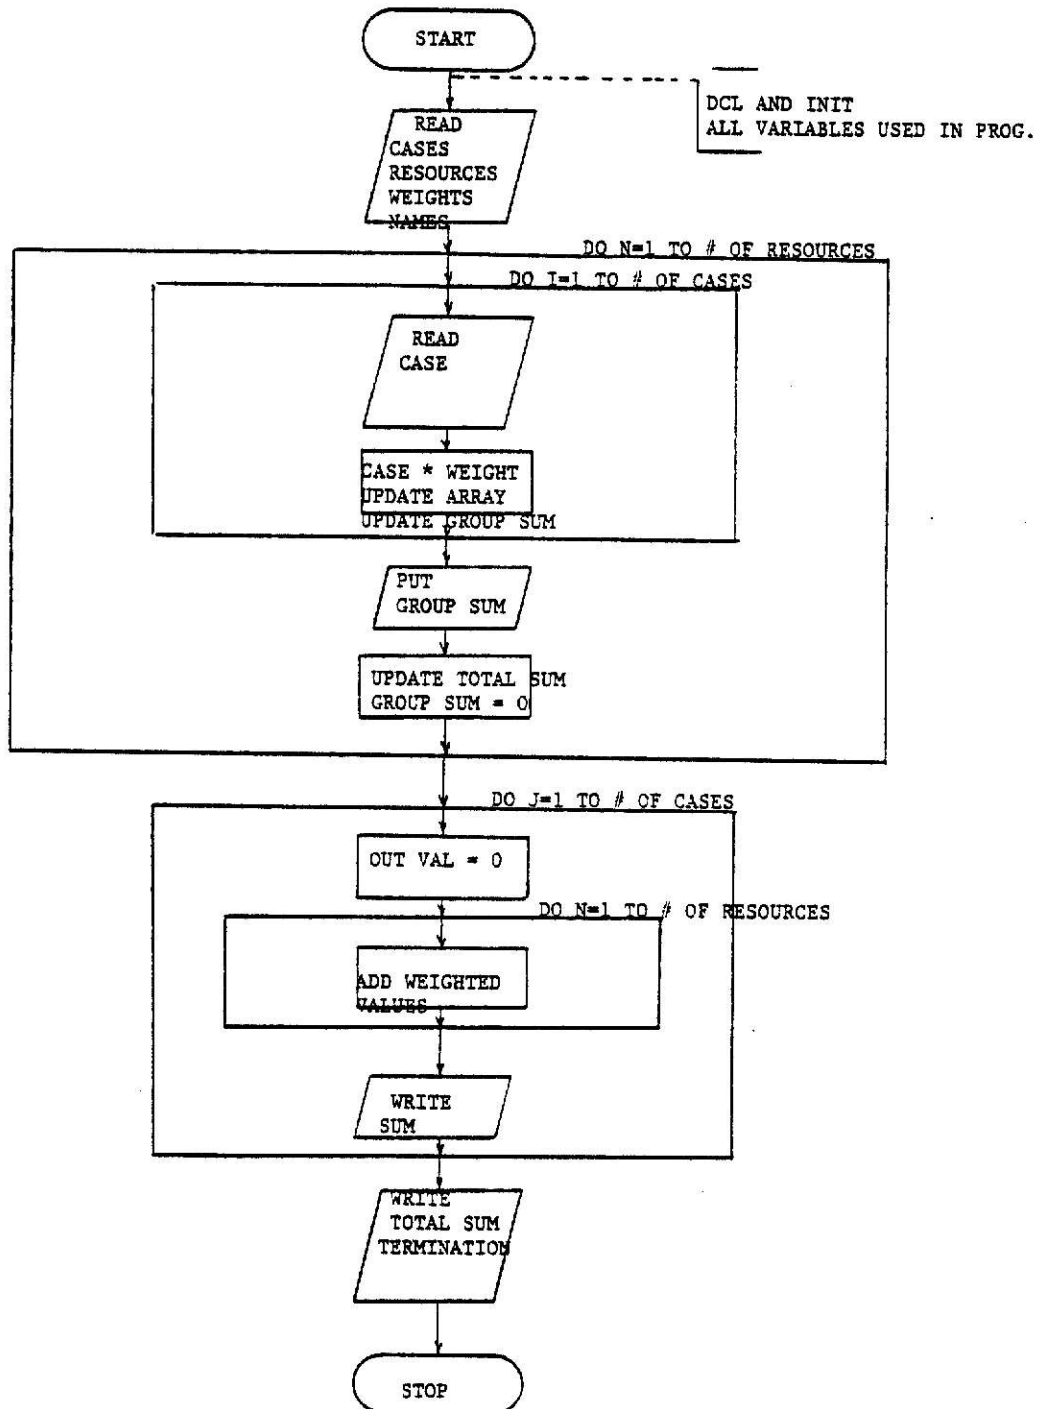 START
DCL AND INIT
ALL VARIABLES USED IN PROG.
READ
CASES
RESOURCES
WEIGHTS
NAMES
DO N=1 TO # OF RESOURCES
DO I=1 TO # OF CASES
READ
CASE
CASE * WEIGHT
UPDATE ARRAY
UPDATE GROUP SUM
PUT
GROUP SUM
UPDATE TOTAL SUM
GROUP SUM = 0
DO J=1 TO # OF CASES
OUT VAL = 0
DO N=1 TO # OF RESOURCES
ADD WEIGHTED
VALUES
WRITE
SUM
WRITE
TOTAL SUM
TERMINATION
STOP